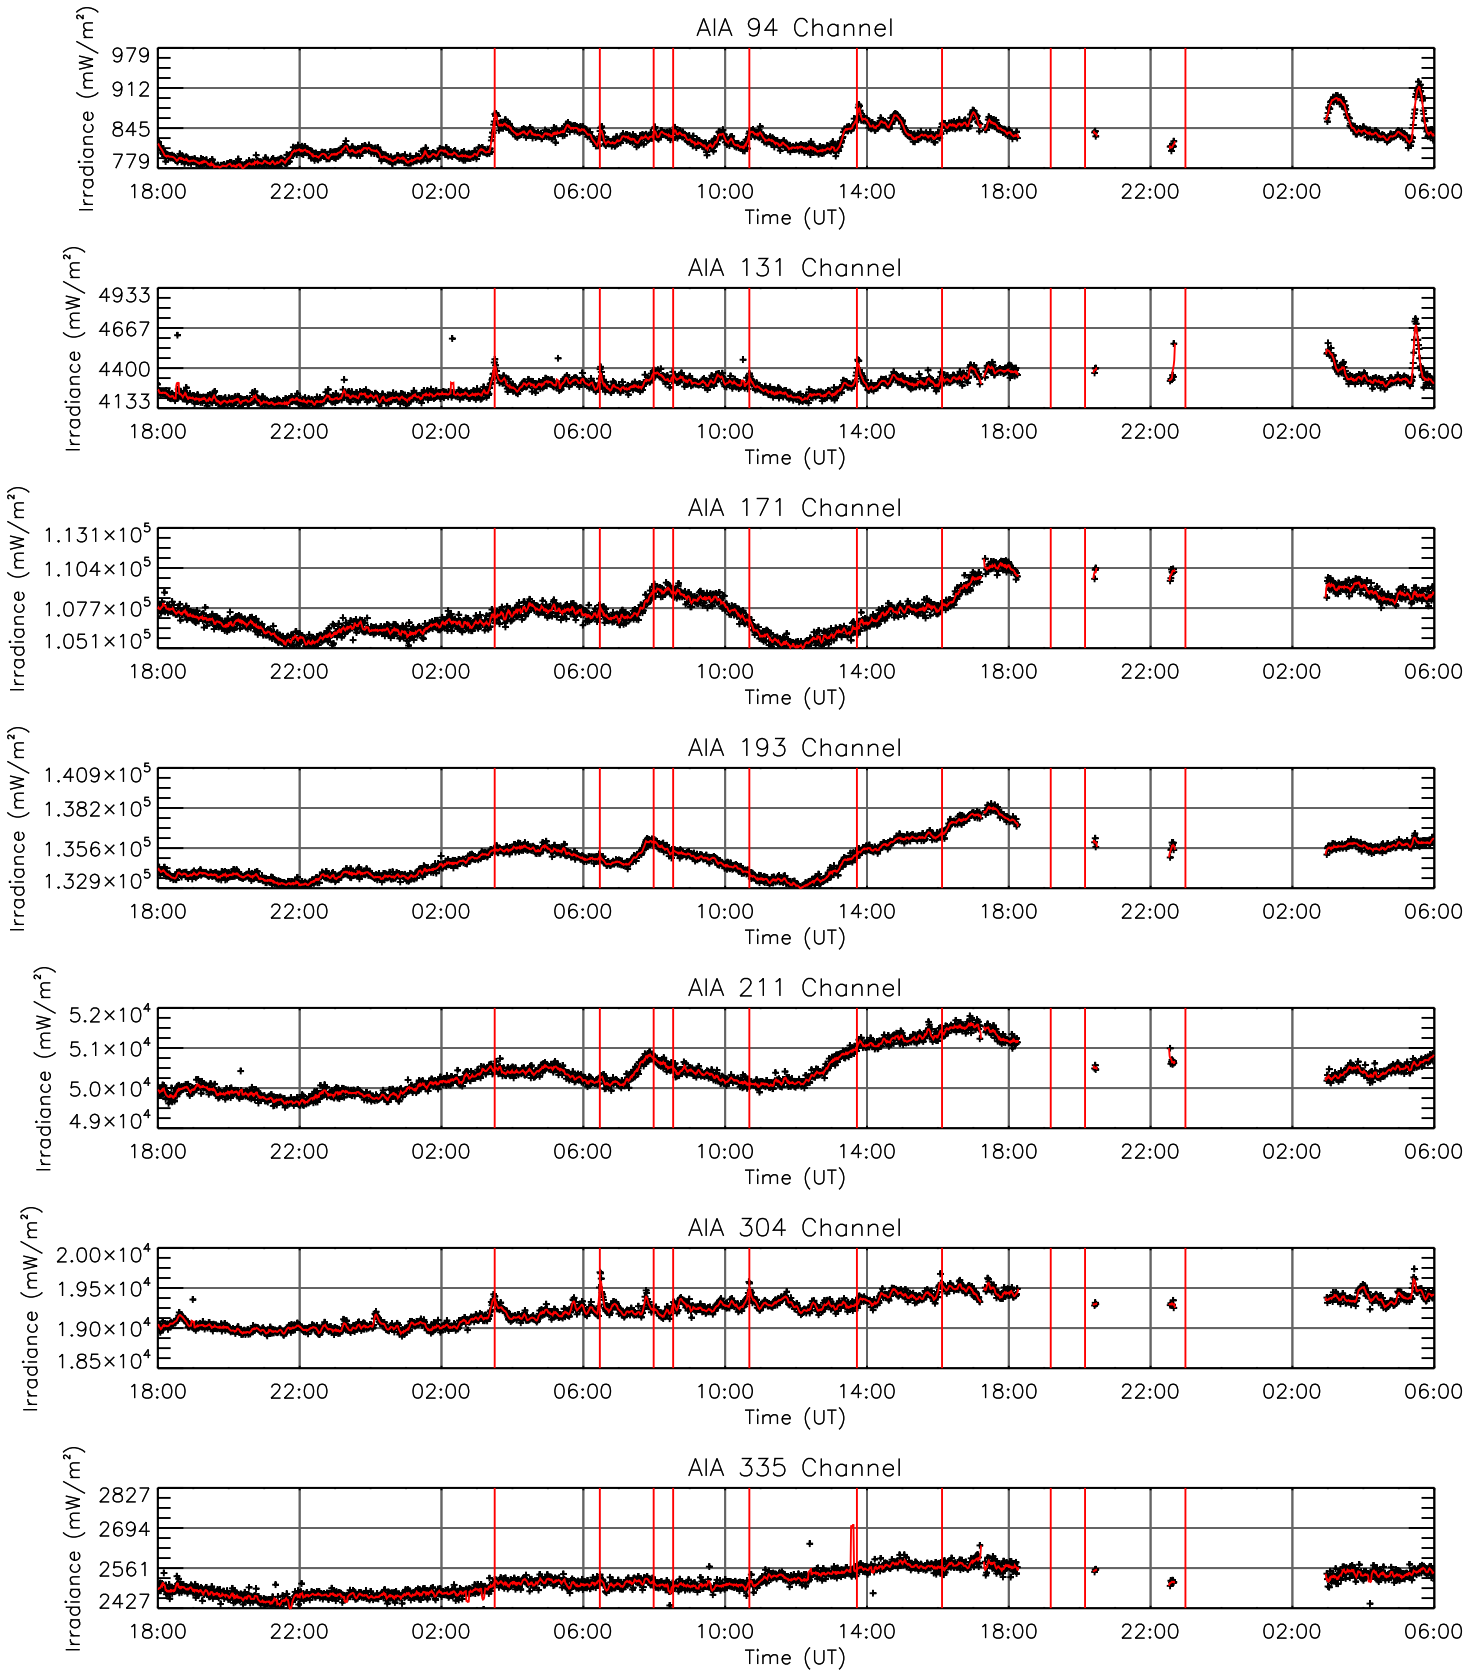 AIA 94 Channel
Irradiance (mW/m²)
979
912
845
779
18:00 22:00 02:00 06:00 10:00 14:00 18:00 22:00 02:00 06:00
Time (UT)
AIA 131 Channel
Irradiance (mW/m²)
4933
4667
4400
4133
18:00 22:00 02:00 06:00 10:00 14:00 18:00 22:00 02:00 06:00
Time (UT)
AIA 171 Channel
Irradiance (mW/m²)
1.131×10⁵
1.104×10⁵
1.077×10⁵
1.051×10⁵
18:00 22:00 02:00 06:00 10:00 14:00 18:00 22:00 02:00 06:00
Time (UT)
AIA 193 Channel
Irradiance (mW/m²)
1.409×10⁵
1.382×10⁵
1.356×10⁵
1.329×10⁵
18:00 22:00 02:00 06:00 10:00 14:00 18:00 22:00 02:00 06:00
Time (UT)
AIA 211 Channel
Irradiance (mW/m²)
5.2×10⁴
5.1×10⁴
5.0×10⁴
4.9×10⁴
18:00 22:00 02:00 06:00 10:00 14:00 18:00 22:00 02:00 06:00
Time (UT)
AIA 304 Channel
Irradiance (mW/m²)
2.00×10⁴
1.95×10⁴
1.90×10⁴
1.85×10⁴
18:00 22:00 02:00 06:00 10:00 14:00 18:00 22:00 02:00 06:00
Time (UT)
AIA 335 Channel
Irradiance (mW/m²)
2827
2694
2561
2427
18:00 22:00 02:00 06:00 10:00 14:00 18:00 22:00 02:00 06:00
Time (UT)